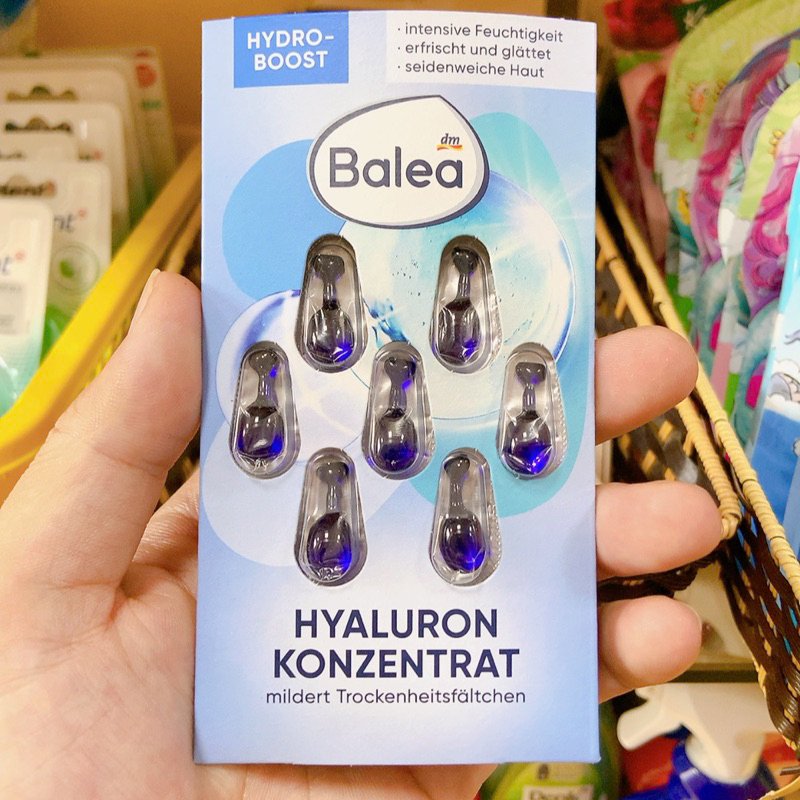 HYDRO-
BOOST
· intensive Feuchtigkeit
· erfrischt und glättet
· seidenweiche Haut
dm
Balea
HYALURON
KONZENTRAT
mildert Trockenheitsfältchen